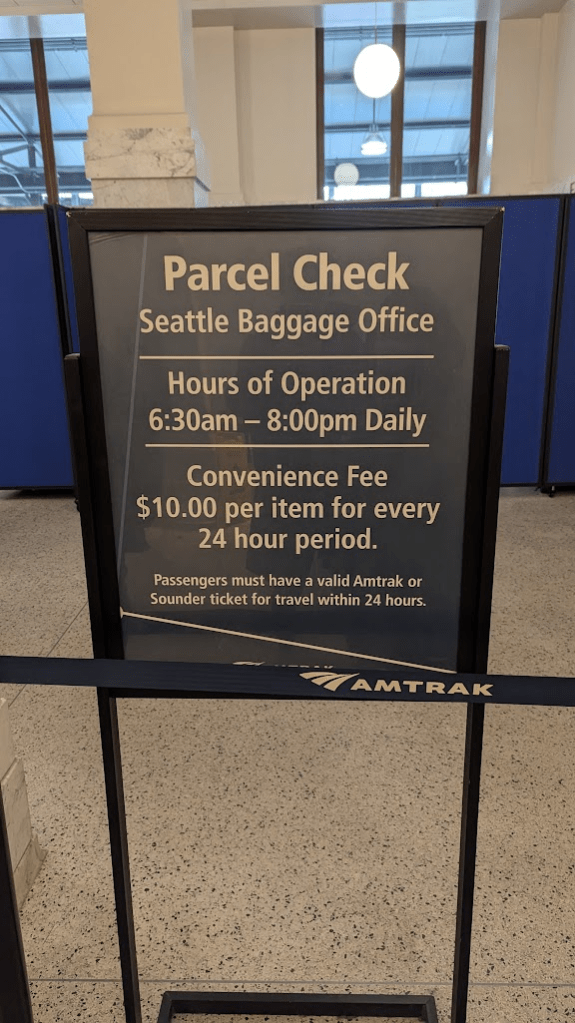 Parcel Check
Seattle Baggage Office
Hours of Operation
6:30am – 8:00pm Daily
Convenience Fee
$10.00 per item for every
24 hour period.
Passengers must have a valid Amtrak or
Sounder ticket for travel within 24 hours.
AMTRAK